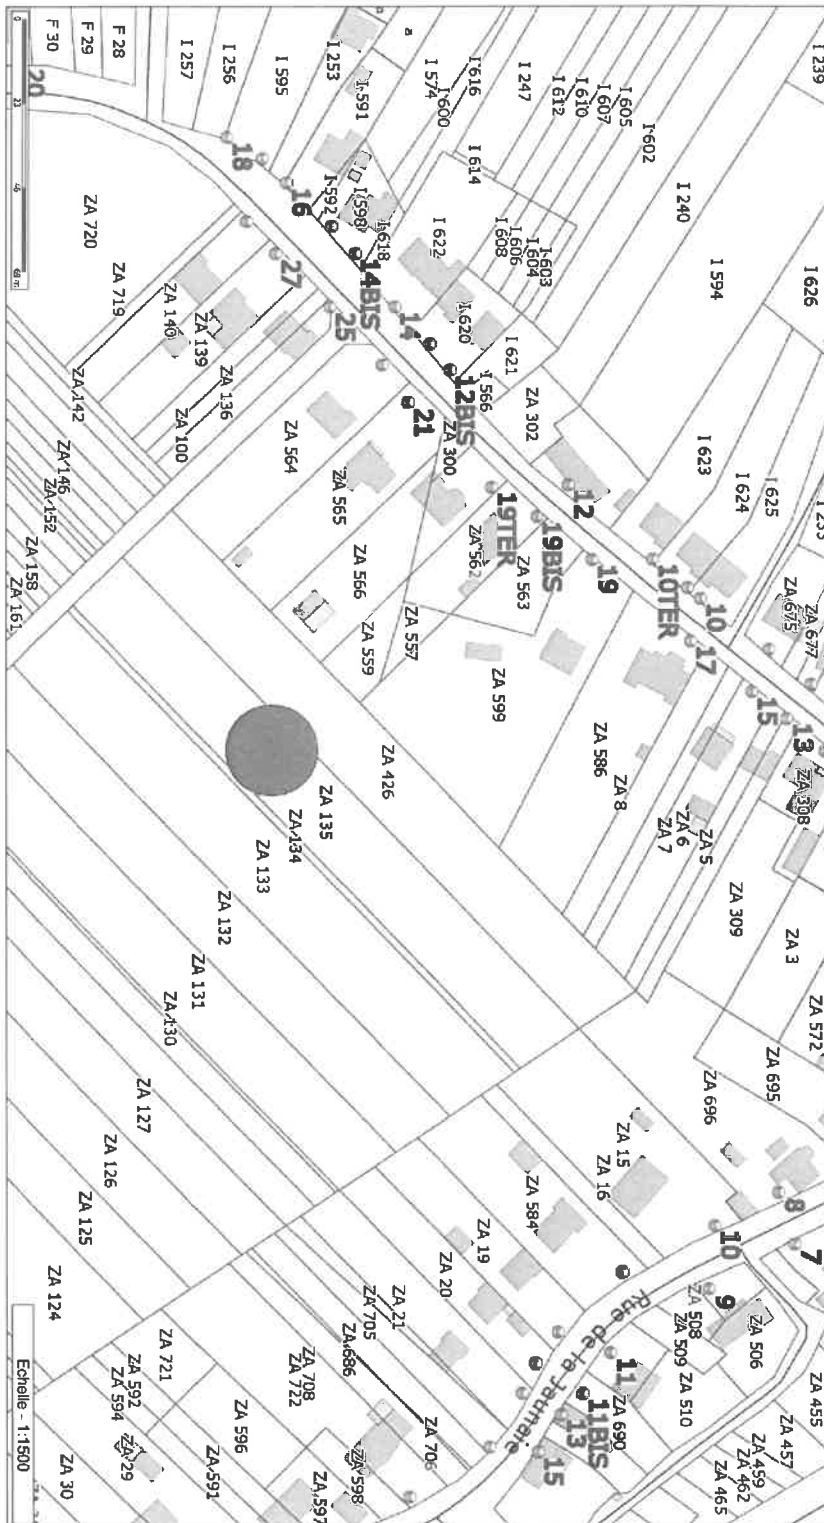 I 239
I 626
I 240
I 594
I 602
I 605
I 607
I 610
I 612
I 247
I 616
I 600
I 574
I 614
I 603
I 604
I 606
I 608
I 253
I 591
I 595
I 256
I 257
F 28
F 29
F 30
0
23
46
20
18
16
I 592
I 598
I 618
I 622
I 620
I 621
I 566
14BIS
14
12BIS
ZA 302
12
I 623
I 624
I 625
10TER
10
ZA 675
ZA 677
17
15
13
ZA 308
27
25
21
19TER
19BIS
19
ZA 720
ZA 719
ZA 140
ZA 139
ZA 136
ZA 100
ZA 142
ZA 146
ZA 152
ZA 158
ZA 161
ZA 300
ZA 564
ZA 565
ZA 566
ZA 559
ZA 557
ZA 562
ZA 563
ZA 599
ZA 586
ZA 8
ZA 7
ZA 6
ZA 5
ZA 309
ZA 3
ZA 572
ZA 695
ZA 696
ZA 426
ZA 135
ZA 134
ZA 133
ZA 132
ZA 131
ZA 130
ZA 127
ZA 126
ZA 125
ZA 124
ZA 15
ZA 16
ZA 584
ZA 19
ZA 20
ZA 21
ZA 705
ZA 686
ZA 708
ZA 722
ZA 706
ZA 721
ZA 592
ZA 594
ZA 596
ZA 591
ZA 29
ZA 30
ZA 597
ZA 598
8
10
7
9
ZA 508
ZA 506
ZA 509
ZA 510
ZA 455
ZA 457
ZA 459
ZA 462
ZA 465
11
11BIS
ZA 690
13
15
Rue de la Jaunaie
Echelle - 1:1500